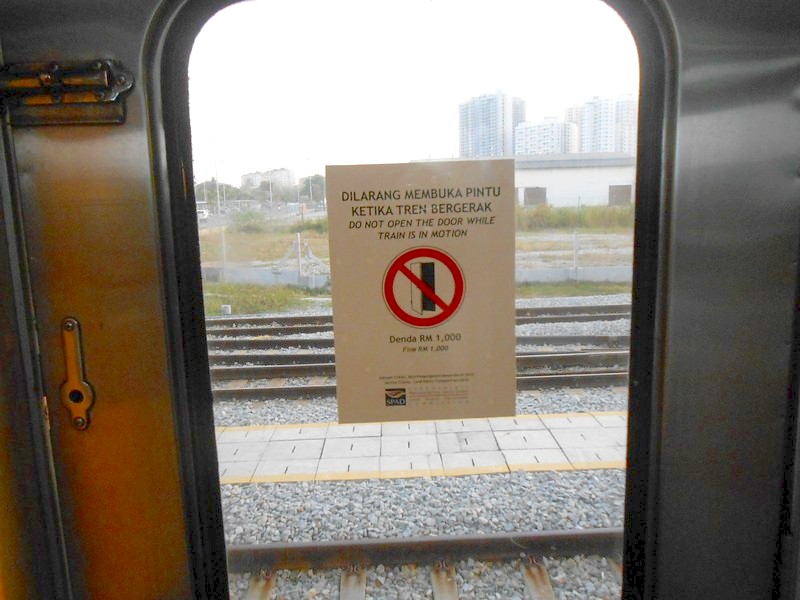 DILARANG MEMBUKA PINTU
KETIKA TREN BERGERAK
DO NOT OPEN THE DOOR WHILE
TRAIN IS IN MOTION
Denda RM 1,000
Fine RM 1,000
SPAD